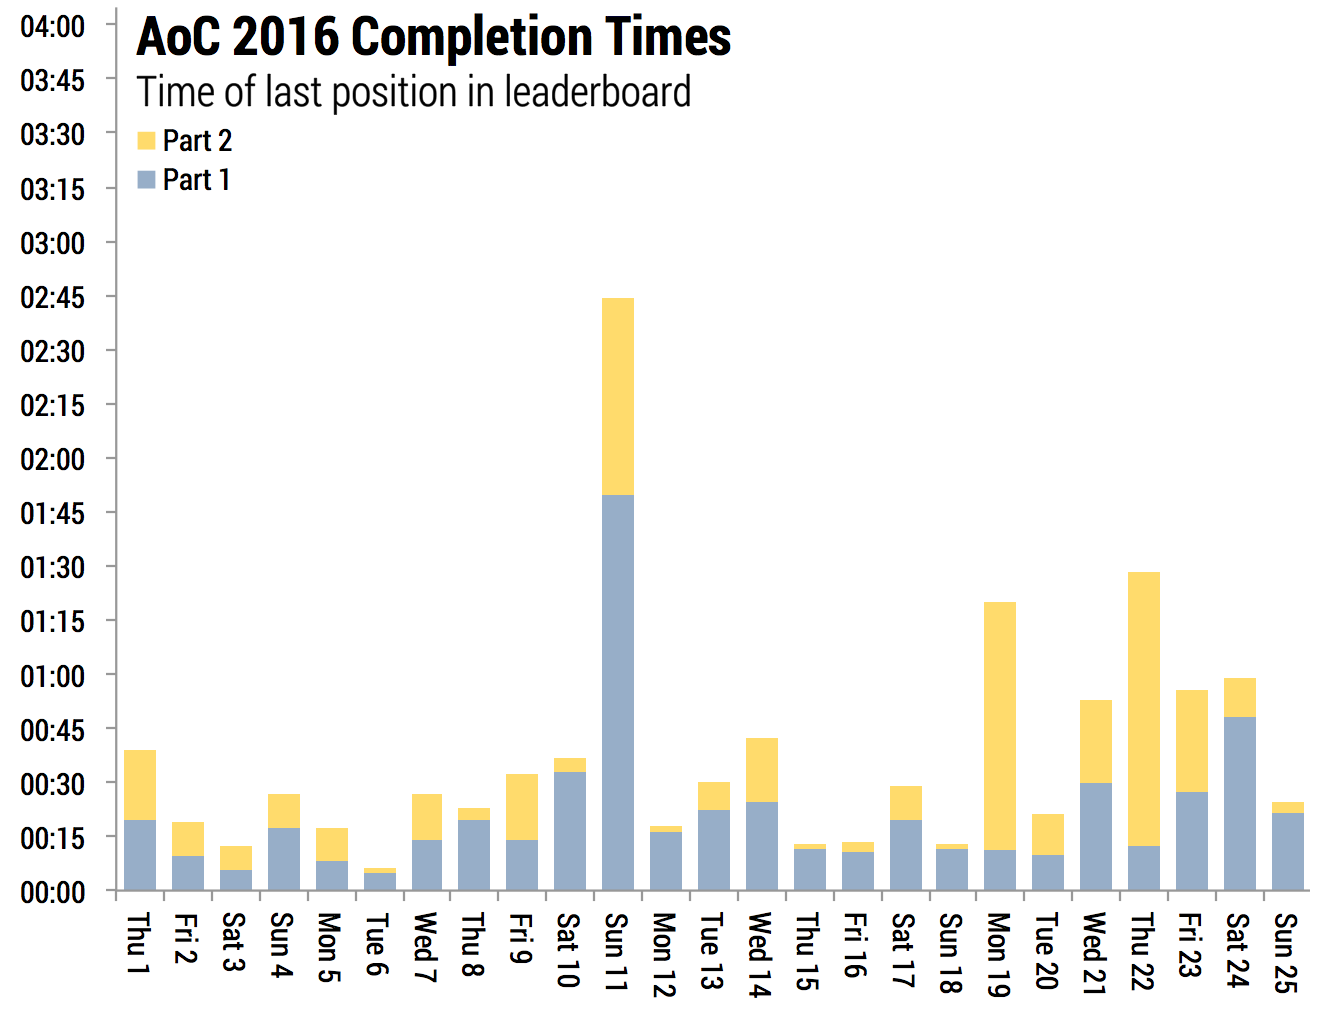 AoC 2016 Completion Times
Time of last position in leaderboard
Part 2
Part 1
04:00
03:45
03:30
03:15
03:00
02:45
02:30
02:15
02:00
01:45
01:30
01:15
01:00
00:45
00:30
00:15
00:00
Thu 1
Fri 2
Sat 3
Sun 4
Mon 5
Tue 6
Wed 7
Thu 8
Fri 9
Sat 10
Sun 11
Mon 12
Tue 13
Wed 14
Thu 15
Fri 16
Sat 17
Sun 18
Mon 19
Tue 20
Wed 21
Thu 22
Fri 23
Sat 24
Sun 25